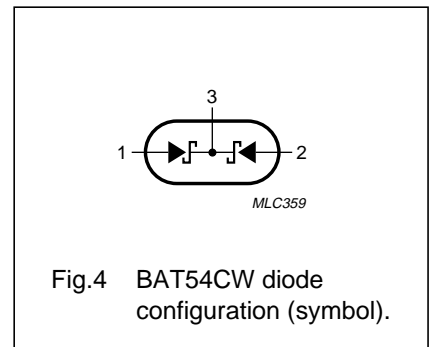 3
1 2
MLC359
Fig.4 BAT54CW diode
configuration (symbol).